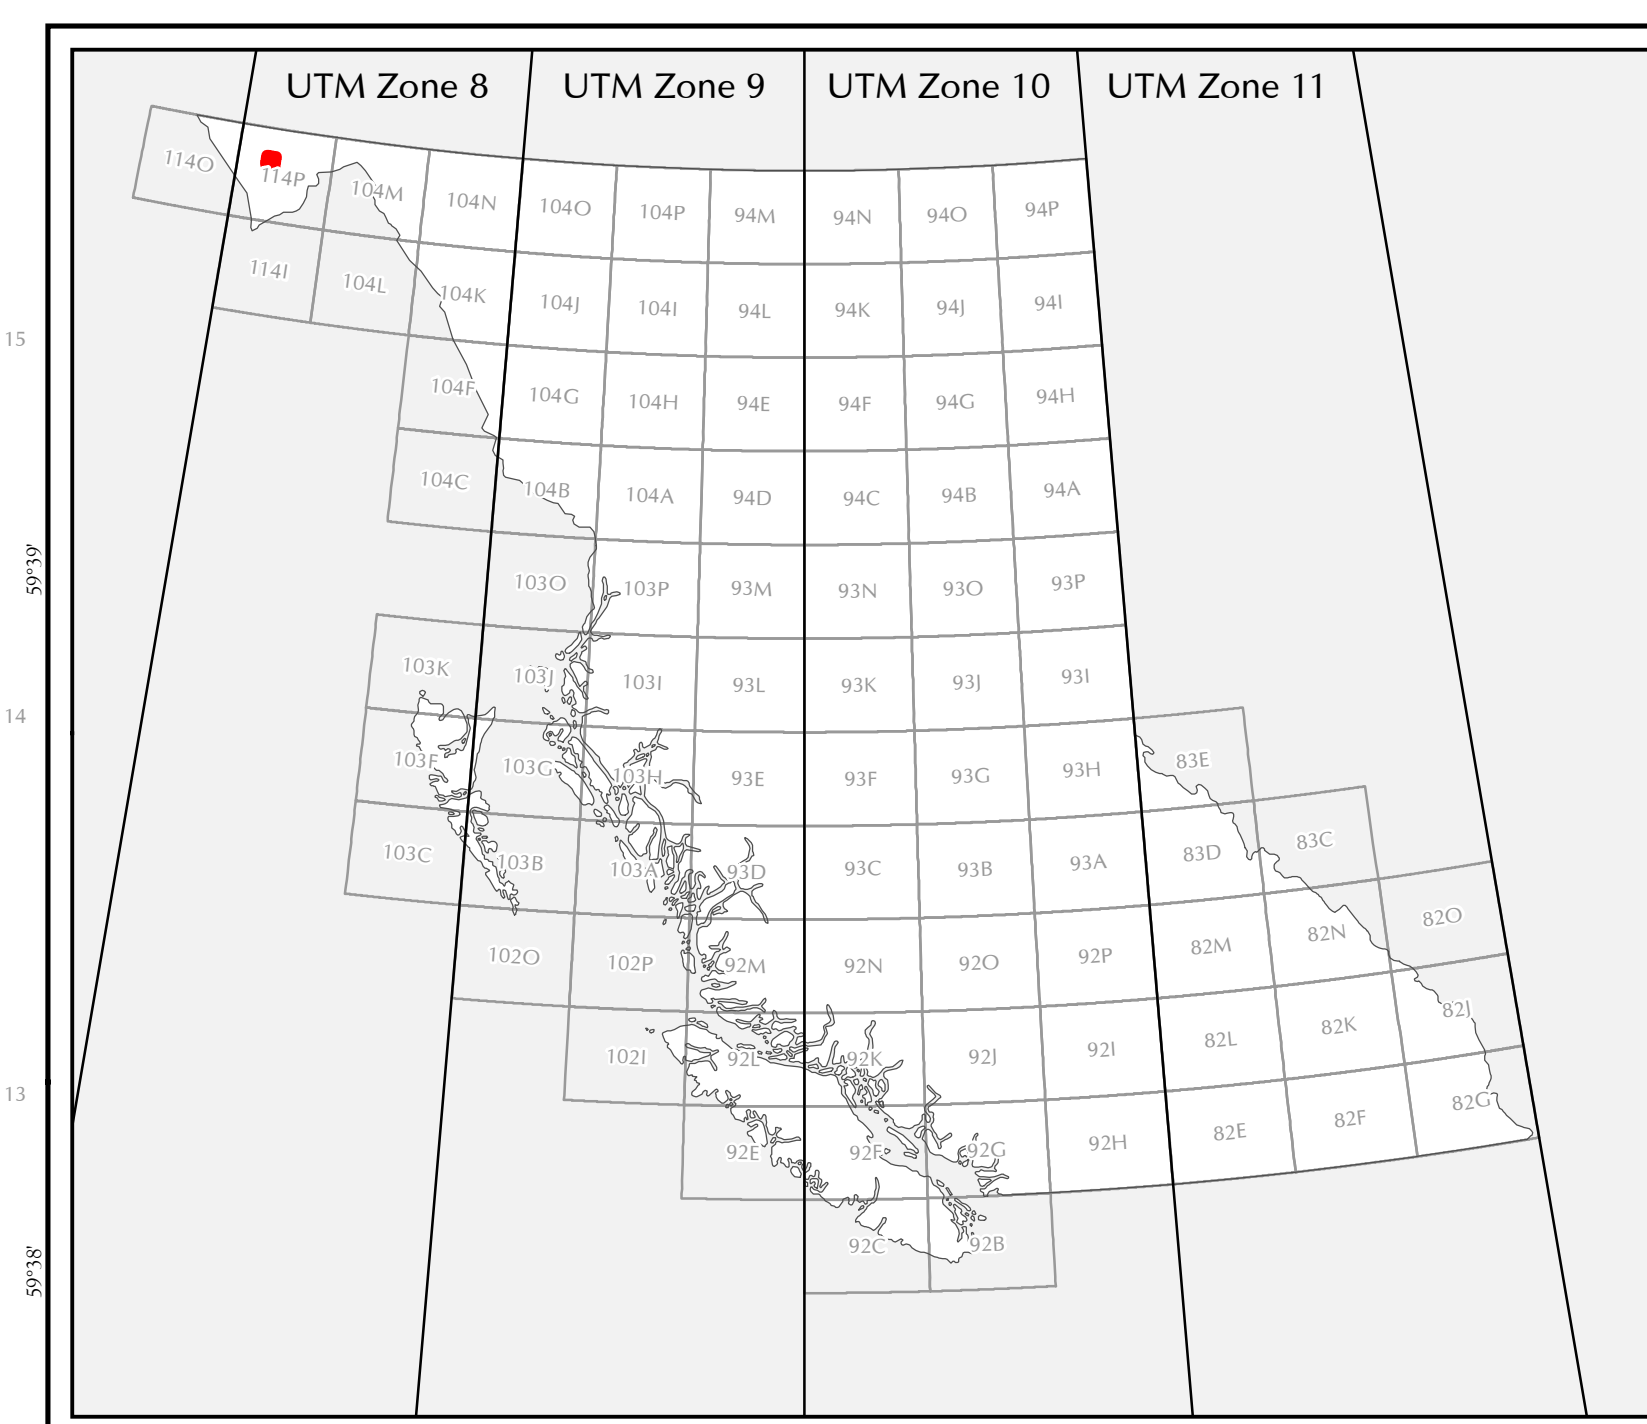 UTM Zone 8 UTM Zone 9 UTM Zone 10 UTM Zone 11
114O 114P 104M 104N 104O 104P 94M 94N 94O 94P
114I 104L 104K 104J 104I 94L 94K 94J 94I
15
104F 104G 104H 94E 94F 94G 94H
104C 104B 104A 94D 94C 94B 94A
59°39'
103O 103P 93M 93N 93O 93P
103K 103J 103I 93L 93K 93J 93I
14
103F 103G 103H 93E 93F 93G 93H 83E
103C 103B 103A 93D 93C 93B 93A 83D 83C
102O 102P 92M 92N 92O 92P 82M 82N 82O
102I 92L 92K 92J 92I 82L 82K 82J
13
92E 92F 92G 92H 82E 82F 82G
59°38'
92C 92B